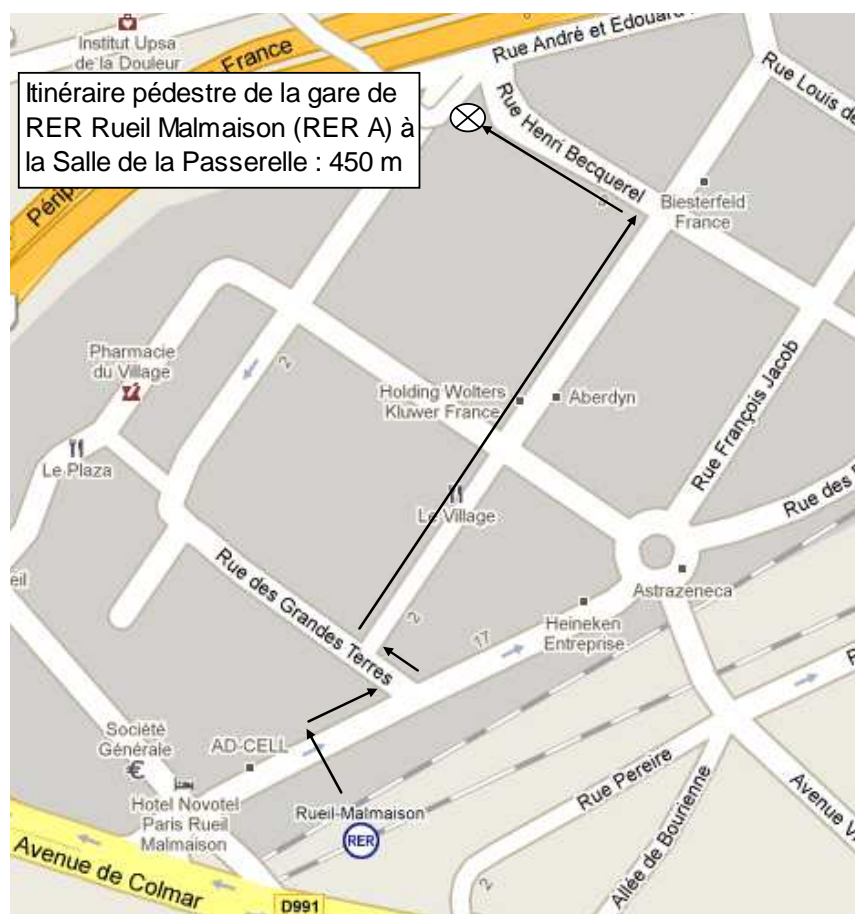 Institut Upsa
de la Douleur
Rue André et Edouard
France
Itinéraire pédestre de la gare de
RER Rueil Malmaison (RER A) à
la Salle de la Passerelle : 450 m
Périp
Rue Louis de
Rue Henri Becquerel
Biesterfeld
France
Pharmacie
du Village
2
Holding Wolters
Kluwer France
Aberdyn
Rue François Jacob
Le Plaza
Le Village
Rue des
eil
Rue des Grandes Terres
2
17
Astrazeneca
Heineken
Entreprise
Société
Générale
AD-CELL
Hotel Novotel
Paris Rueil
Malmaison
Rueil-Malmaison
RER
Rue Pereire
Avenue de Colmar
Allée de Bourienne
Avenue V
2
D991